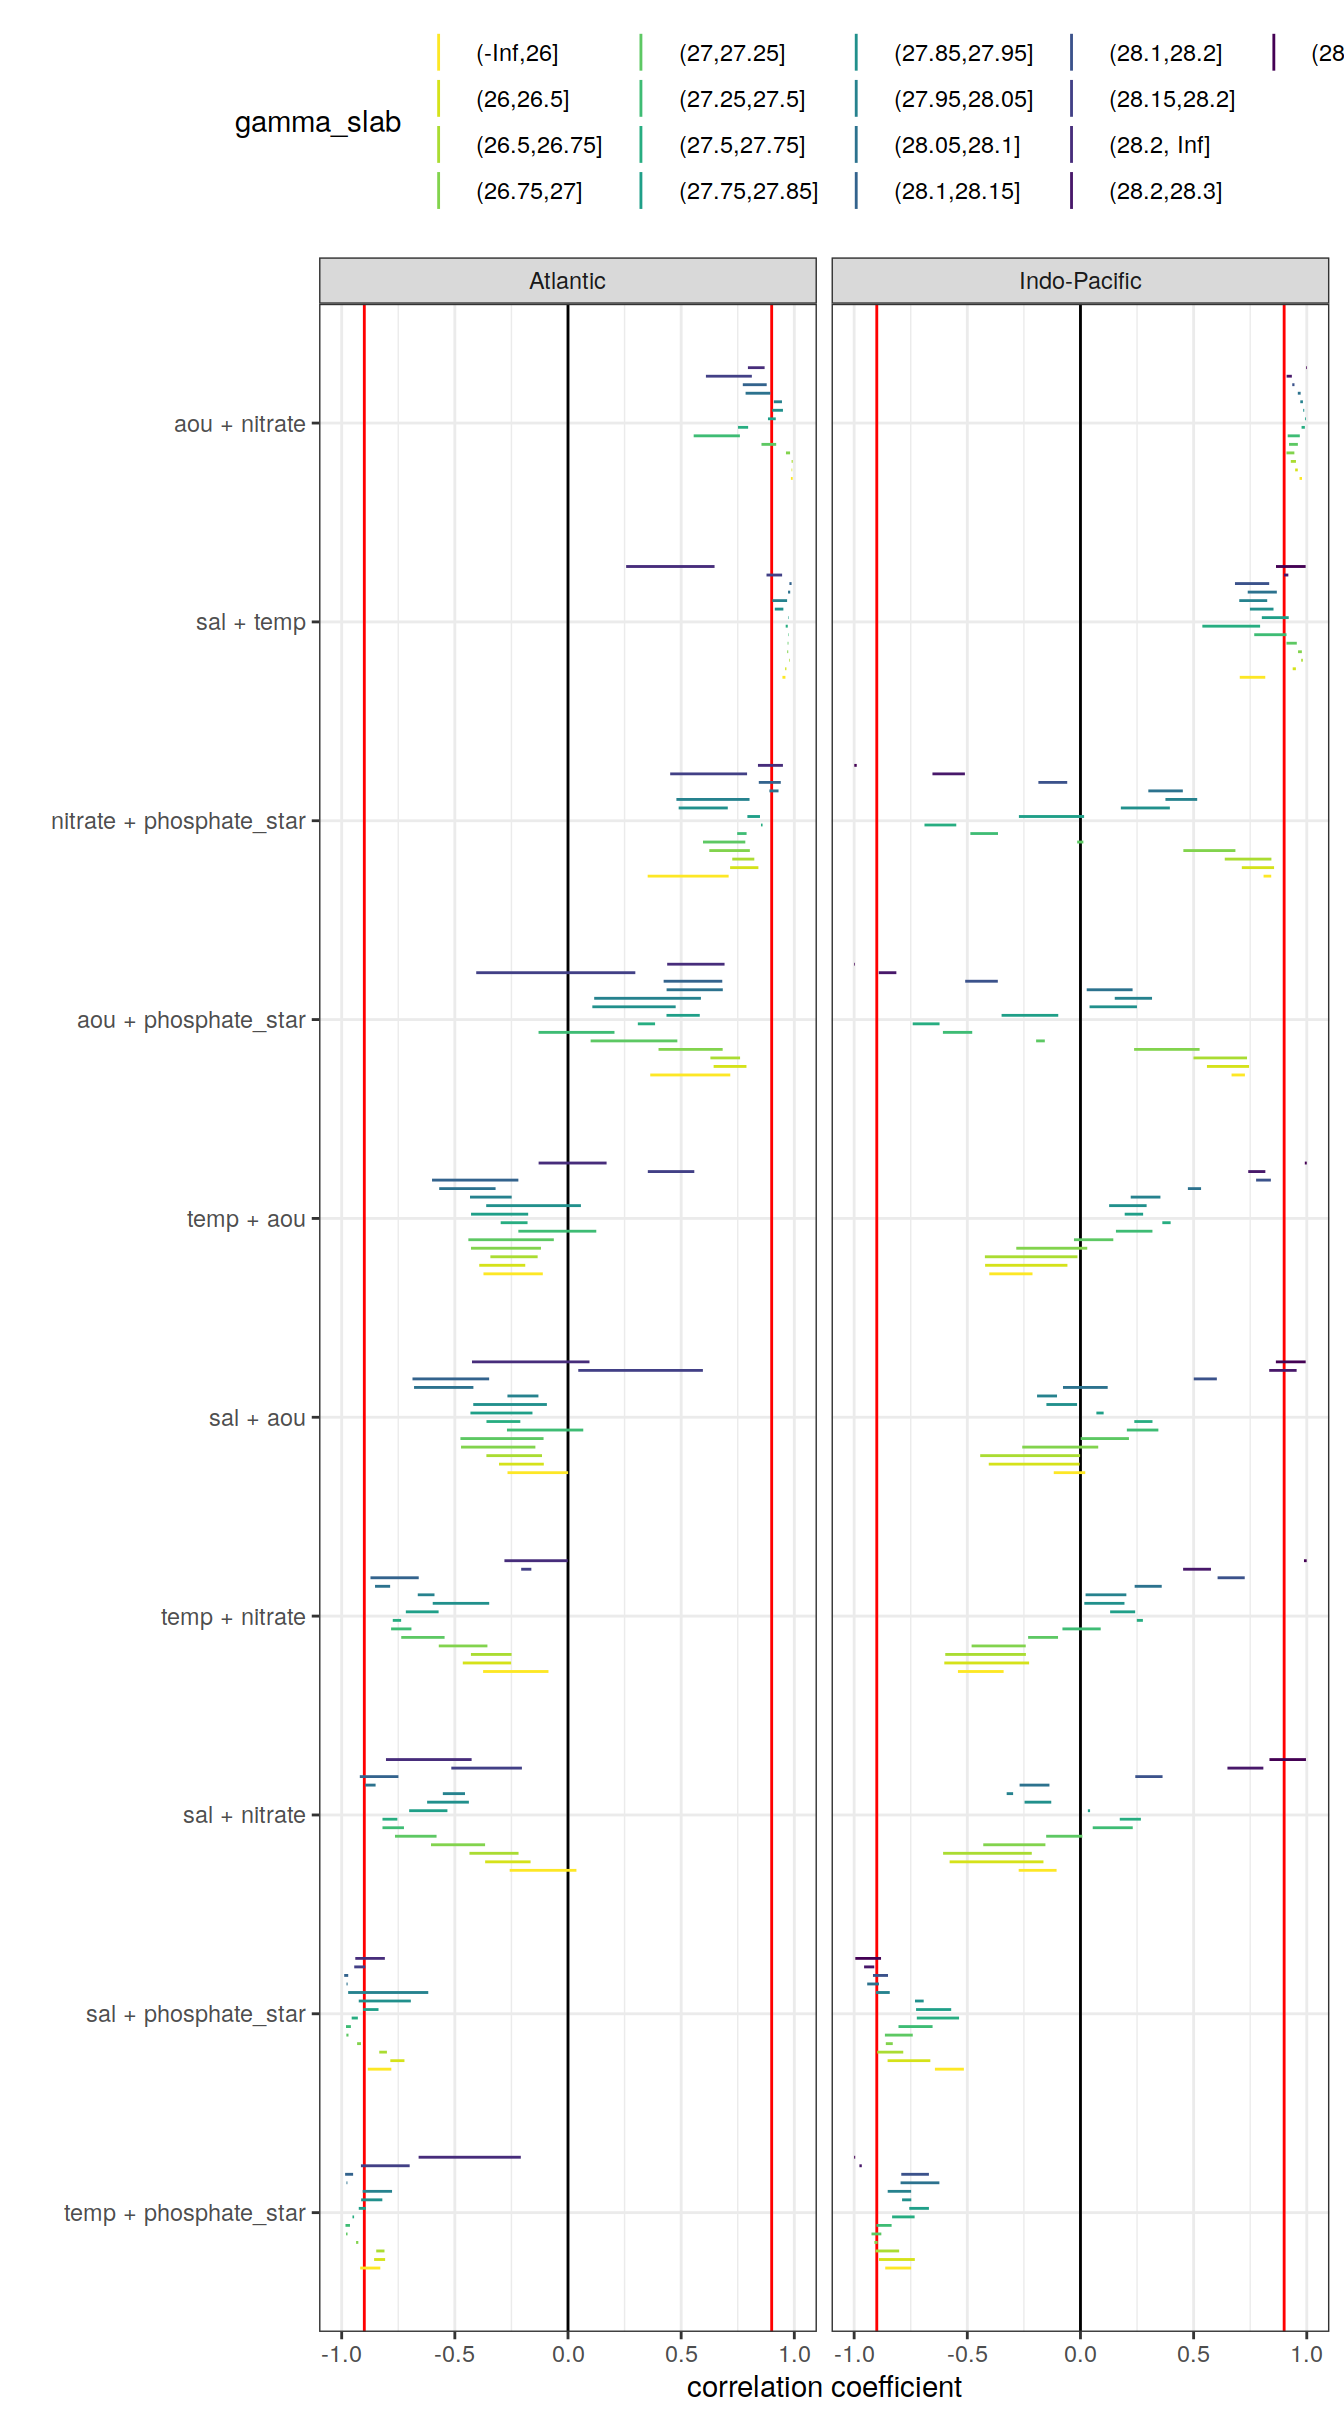 gamma_slab
(-Inf,26] (27,27.25] (27.85,27.95] (28.1,28.2] (28
(26,26.5] (27.25,27.5] (27.95,28.05] (28.15,28.2]
(26.5,26.75] (27.5,27.75] (28.05,28.1] (28.2, Inf]
(26.75,27] (27.75,27.85] (28.1,28.15] (28.2,28.3]
Atlantic Indo-Pacific
aou + nitrate
sal + temp
nitrate + phosphate_star
aou + phosphate_star
temp + aou
sal + aou
temp + nitrate
sal + nitrate
sal + phosphate_star
temp + phosphate_star
-1.0 -0.5 0.0 0.5 1.0 -1.0 -0.5 0.0 0.5 1.0
correlation coefficient